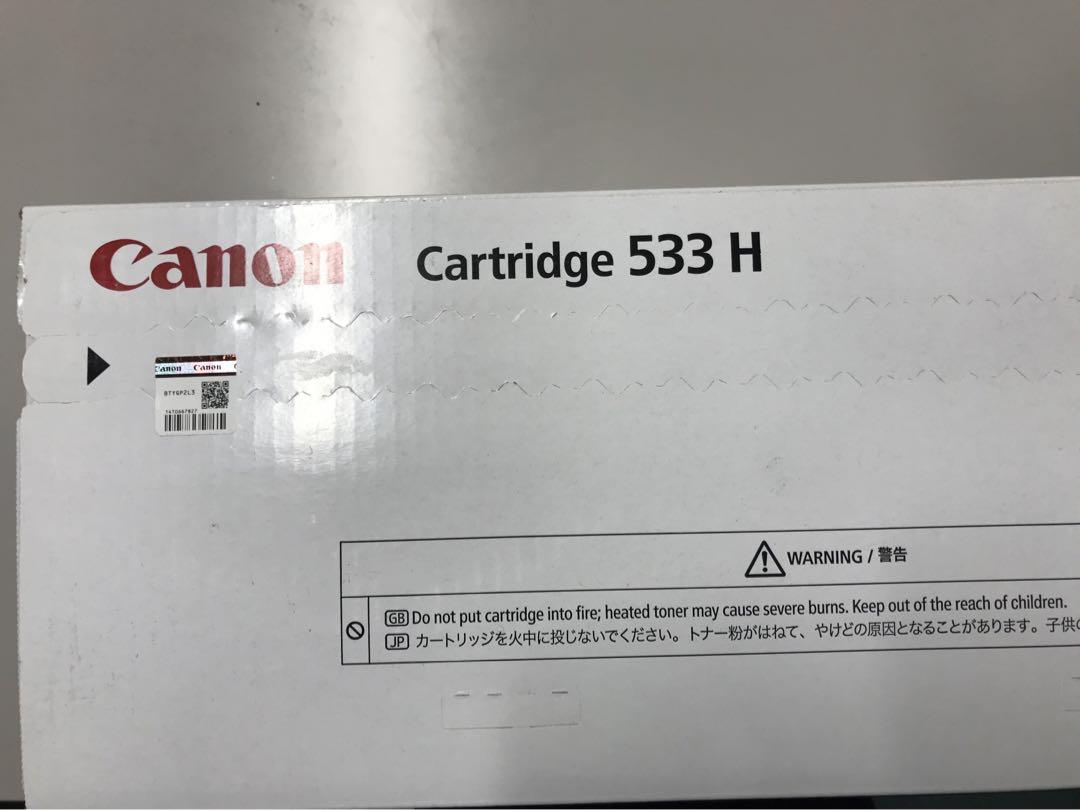 Canon
Cartridge 533 H
Canon Canon
BTYGP2L3
1410667827
WARNING / 警告
GB Do not put cartridge into fire; heated toner may cause severe burns. Keep out of the reach of children.
JP カートリッジを火中に投じないでください。トナー粉がはねて、やけどの原因となることがあります。子供の